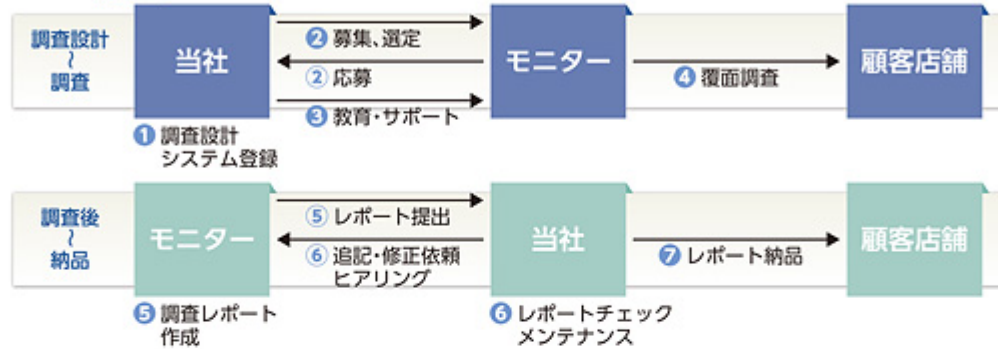 調査設計
~
調査
当社
❷ 募集、選定
② 応募
❸ 教育・サポート
モニター
❹ 覆面調査
顧客店舗
❶ 調査設計
システム登録
調査後
~
納品
モニター
⑤ レポート提出
⑥ 追記・修正依頼
ヒアリング
当社
❼ レポート納品
顧客店舗
❺ 調査レポート
作成
❻ レポートチェック
メンテナンス